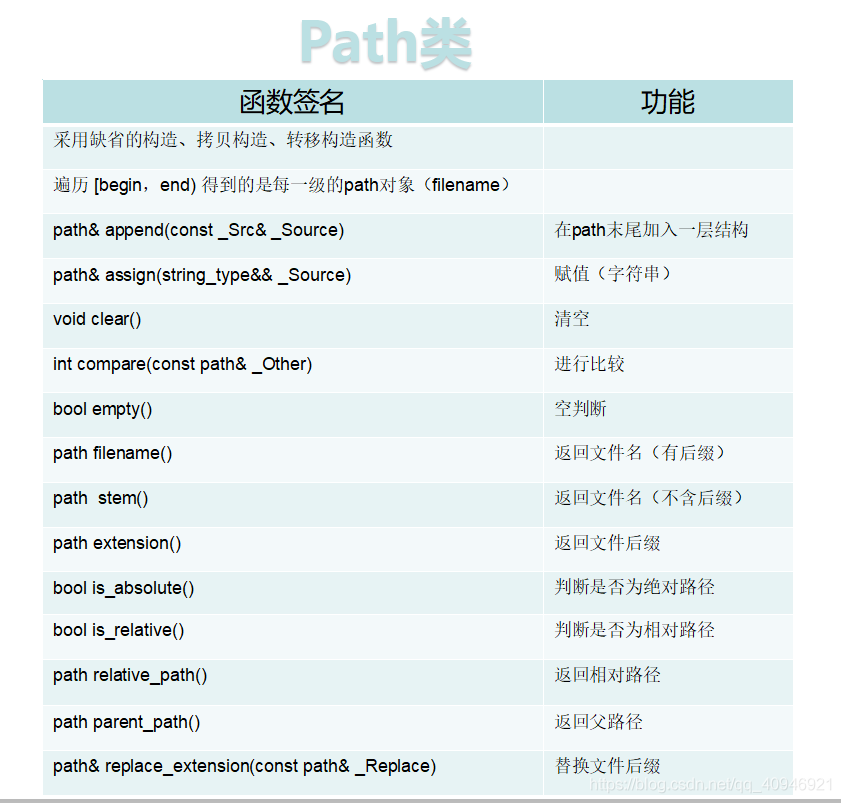 Path类
函数签名 功能
采用缺省的构造、拷贝构造、转移构造函数
遍历 [begin，end) 得到的是每一级的path对象（filename）
path& append(const _Src& _Source) 在path末尾加入一层结构
path& assign(string_type&& _Source) 赋值（字符串）
void clear() 清空
int compare(const path& _Other) 进行比较
bool empty() 空判断
path filename() 返回文件名（有后缀）
path  stem() 返回文件名（不含后缀）
path extension() 返回文件后缀
bool is_absolute() 判断是否为绝对路径
bool is_relative() 判断是否为相对路径
path relative_path() 返回相对路径
path parent_path() 返回父路径
path& replace_extension(const path& _Replace) 替换文件后缀
https://blog.csdn.net/qq_40946921